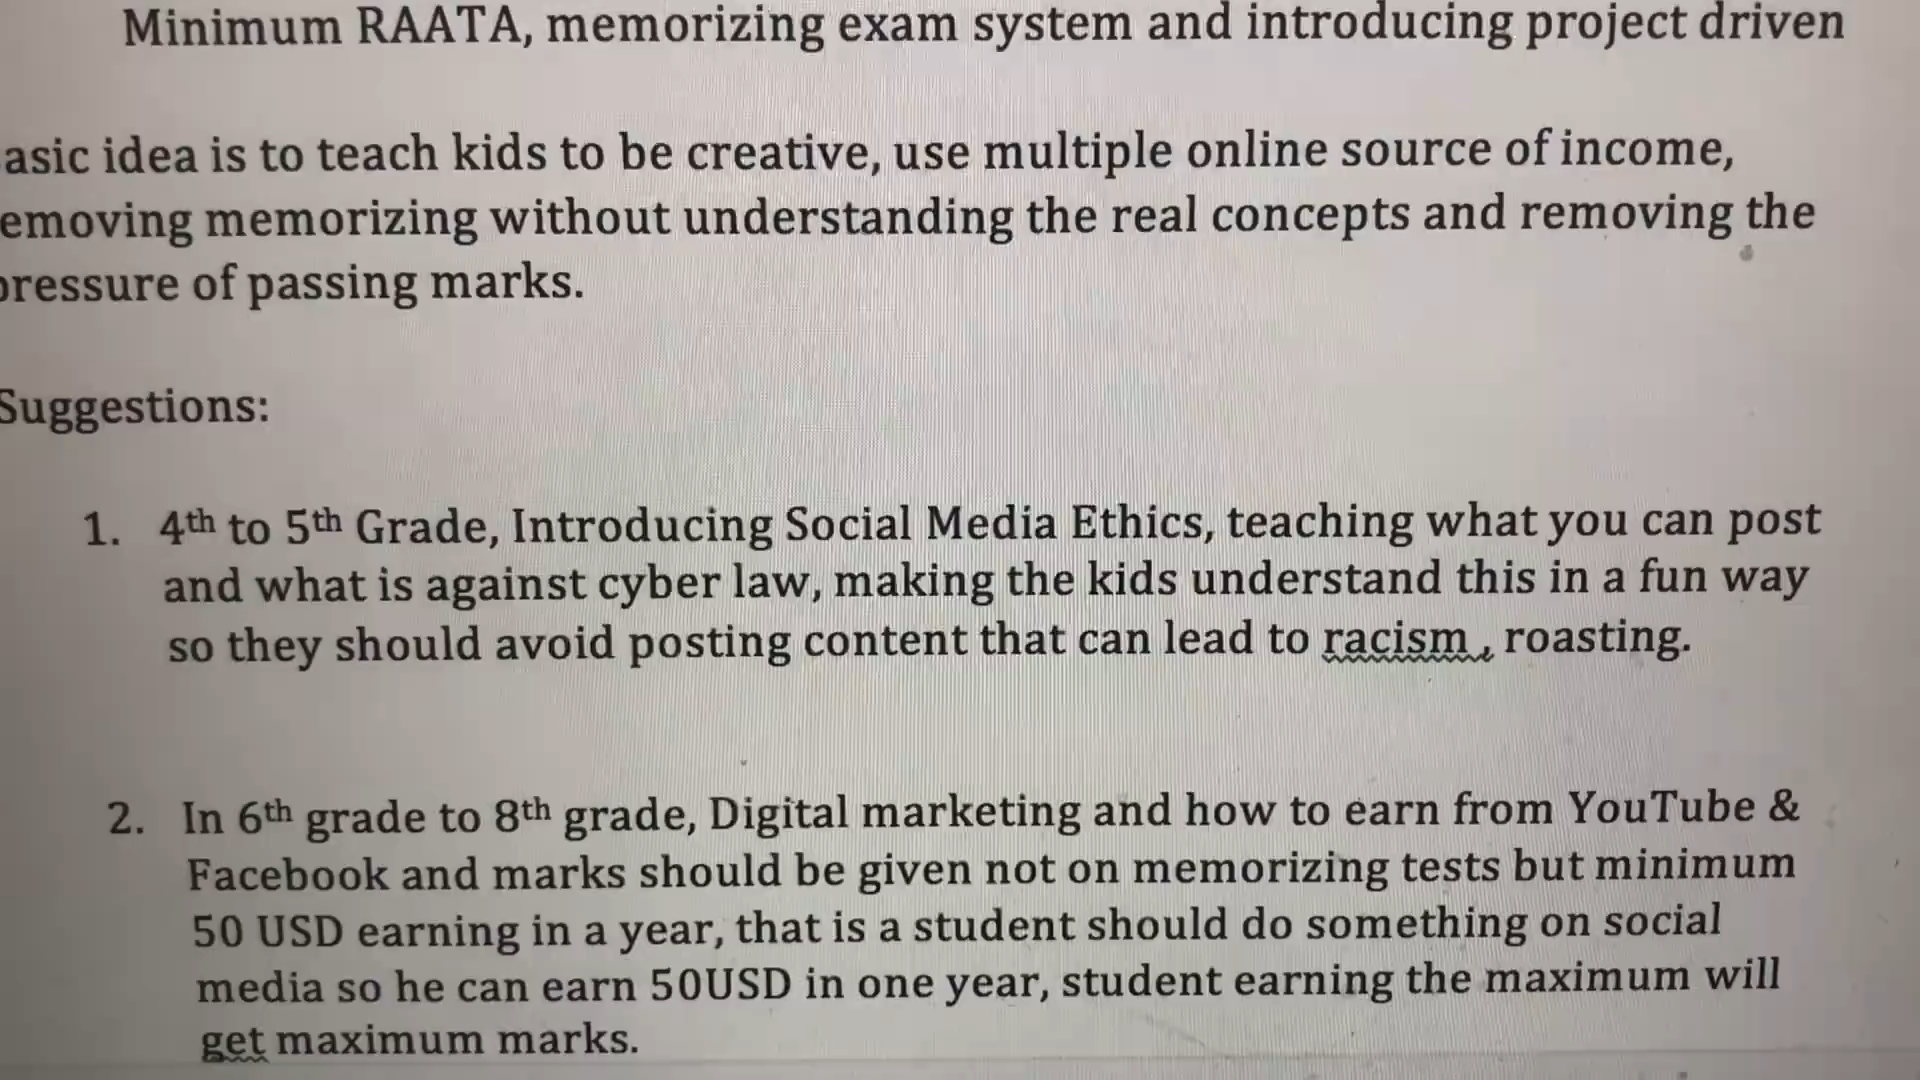 Minimum RAATA, memorizing exam system and introducing project driven
asic idea is to teach kids to be creative, use multiple online source of income,
emoving memorizing without understanding the real concepts and removing the
pressure of passing marks.
Suggestions:
1. 4th to 5th Grade, Introducing Social Media Ethics, teaching what you can post
and what is against cyber law, making the kids understand this in a fun way
so they should avoid posting content that can lead to racism , roasting.
2. In 6th grade to 8th grade, Digital marketing and how to earn from YouTube &
Facebook and marks should be given not on memorizing tests but minimum
50 USD earning in a year, that is a student should do something on social
media so he can earn 50USD in one year, student earning the maximum will
get maximum marks.